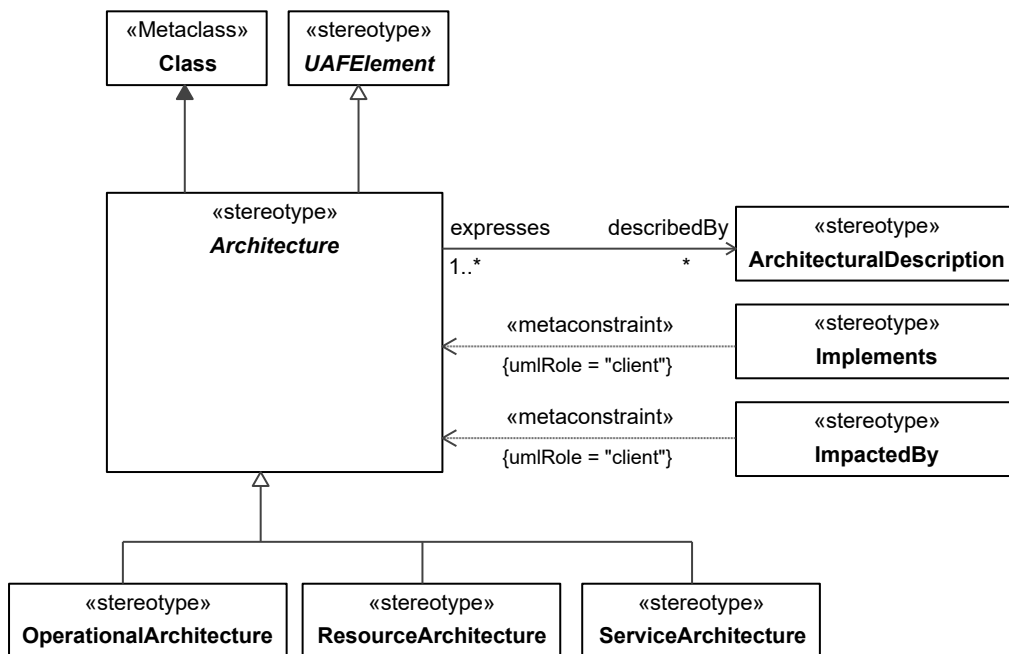 «Metaclass»
Class
«stereotype»
UAFElement
«stereotype»
Architecture
expresses
describedBy
1..*
*
«stereotype»
ArchitecturalDescription
«metaconstraint»
{umlRole = "client"}
«stereotype»
Implements
«metaconstraint»
{umlRole = "client"}
«stereotype»
ImpactedBy
«stereotype»
OperationalArchitecture
«stereotype»
ResourceArchitecture
«stereotype»
ServiceArchitecture